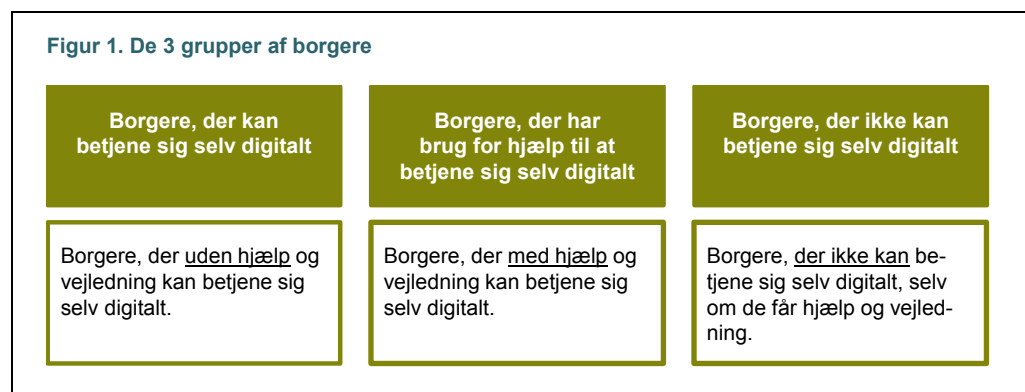 Figur 1. De 3 grupper af borgere
Borgere, der kan
betjene sig selv digitalt
Borgere, der har
brug for hjælp til at
betjene sig selv digitalt
Borgere, der ikke kan
betjene sig selv digitalt
Borgere, der uden hjælp og
vejledning kan betjene sig
selv digitalt.
Borgere, der med hjælp og
vejledning kan betjene sig
selv digitalt.
Borgere, der ikke kan be-
tjene sig selv digitalt, selv
om de får hjælp og vejled-
ning.